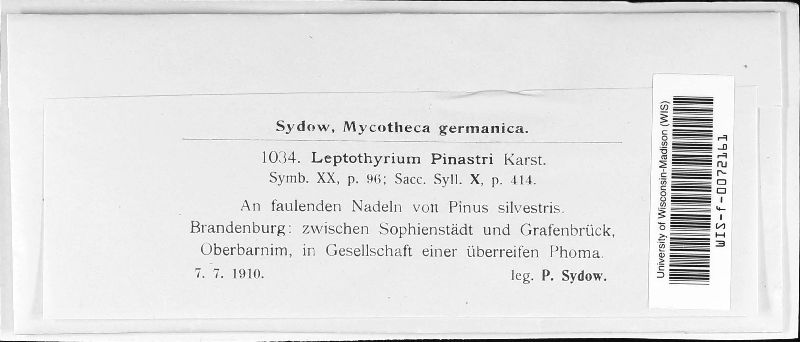 Sydow, Mycotheca germanica.
1034. Leptothyrium Pinastri Karst.
Symb. XX, p. 96; Sacc. Syll. X, p. 414.
An faulenden Nadeln von Pinus silvestris.
Brandenburg: zwischen Sophienstädt und Grafenbrück,
Oberbarnim, in Gesellschaft einer überreifen Phoma.
7. 7. 1910. leg. P. Sydow.
University of Wisconsin-Madison (WIS)
WIS-f-0072161